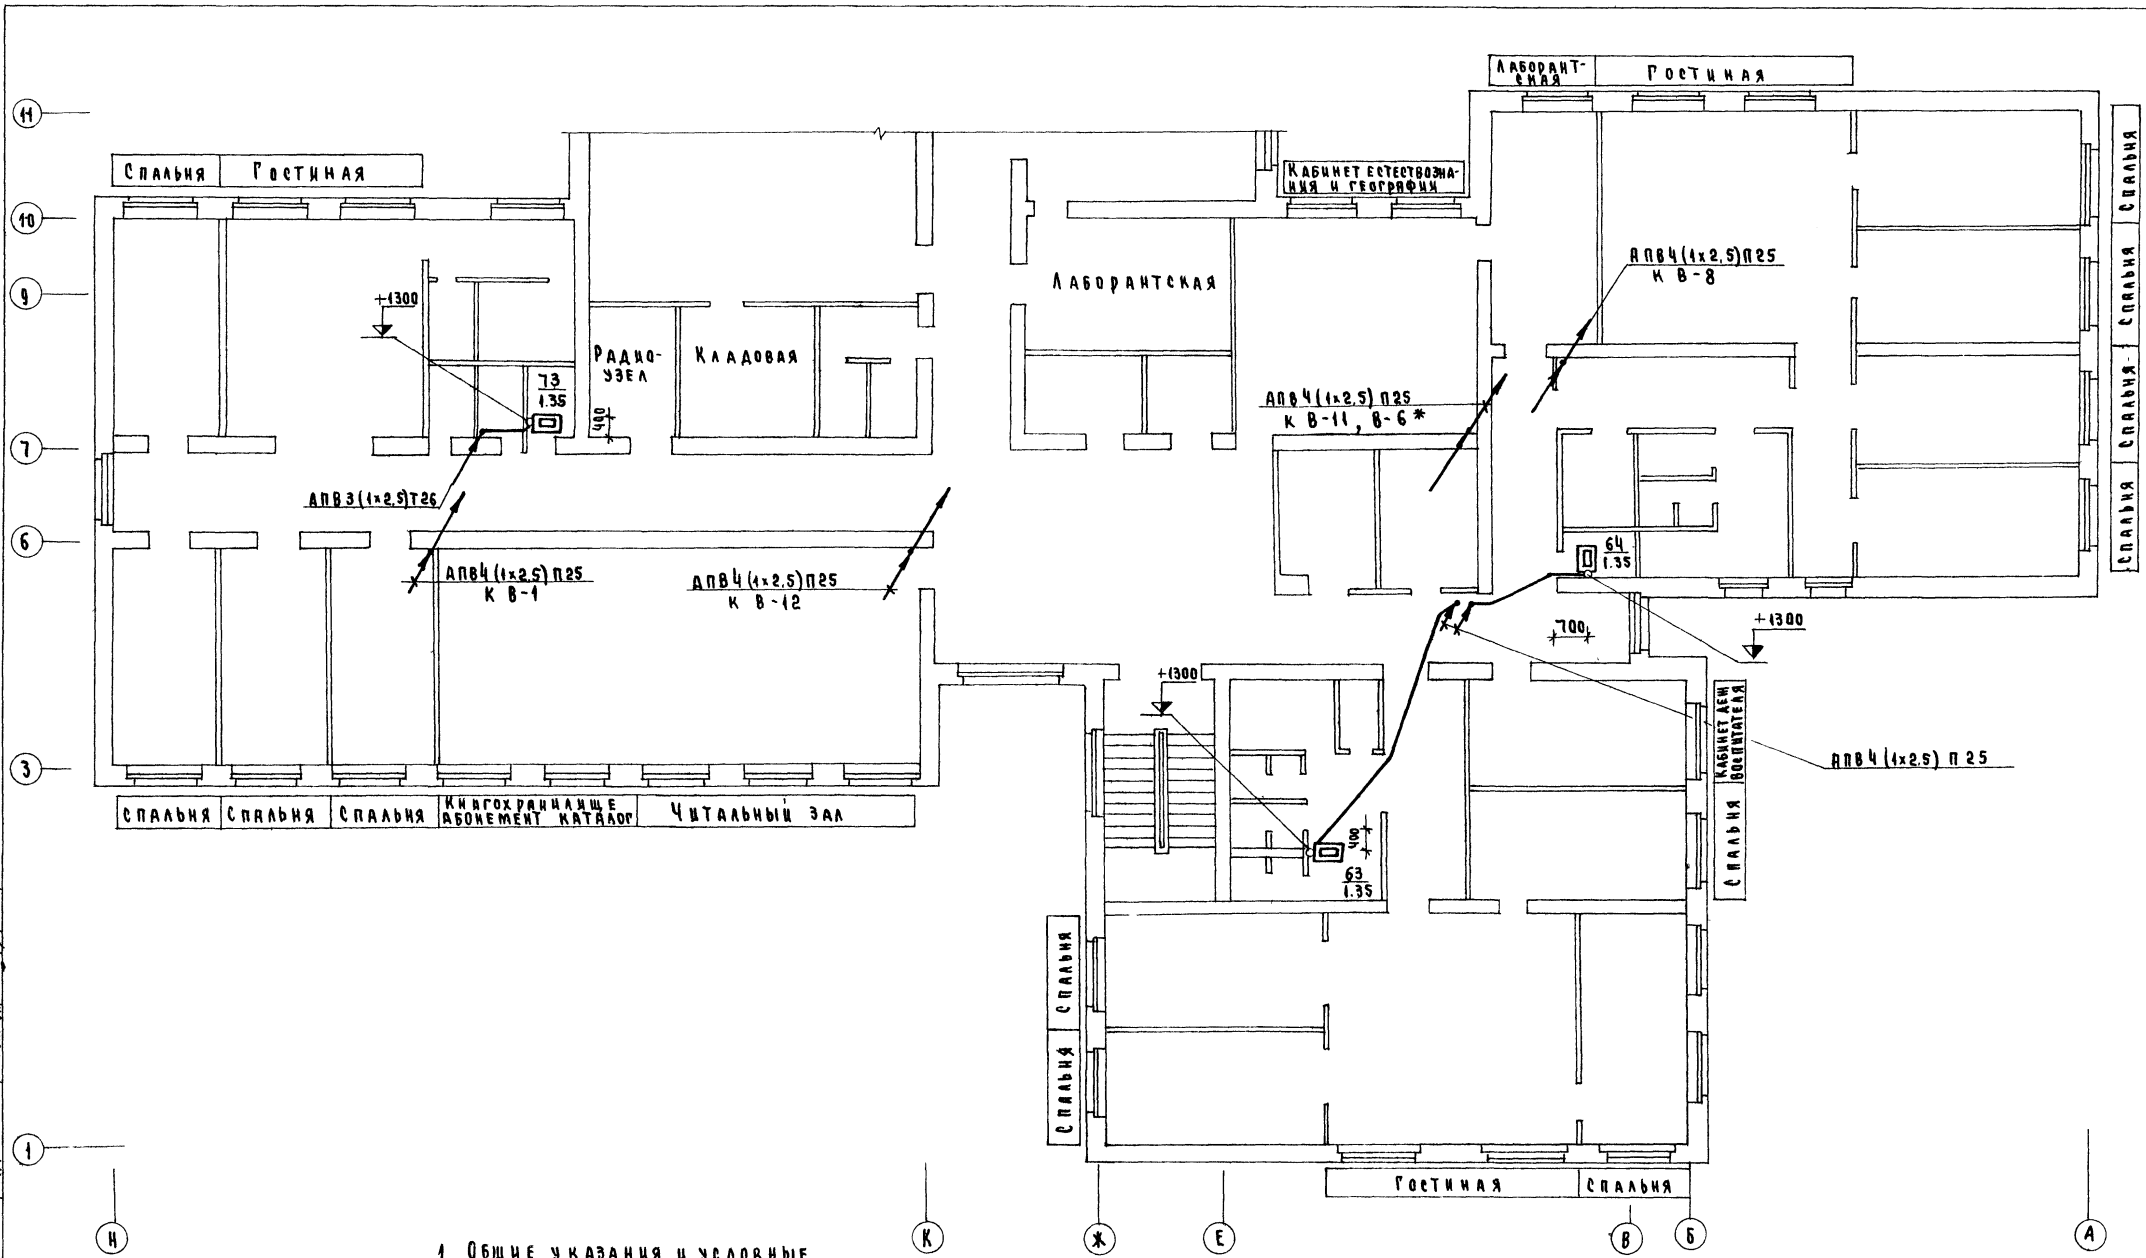 ЛАБОРАНТ-
СКАЯ
ГОСТИНАЯ
11
СПАЛЬНЯ
ГОСТИНАЯ
КАБИНЕТ ЕСТЕСТВОЗНА-
НИЯ И ГЕОГРАФИИ
СПАЛЬНЯ
СПАЛЬНЯ
СПАЛЬНЯ
СПАЛЬНЯ
10
9
+1300
ЛАБОРАНТСКАЯ
АПВ4(1х2,5)П25
К В-8
РАДИО-
УЗЕЛ
КЛАДОВАЯ
73
1.35
400
АПВ4(1х2,5) П25
К В-11, В-6*
7
АПВ3(1х2,5)Т26
6
АПВ4(1х2,5)П25
К В-1
АПВ4(1х2,5)П25
К В-12
64
1.35
700
+1300
+1300
КАБИНЕТ ДЕЖ
ВОСПИТАТЕЛЯ
АПВ4(1х2,5) П25
3
СПАЛЬНЯ
СПАЛЬНЯ
СПАЛЬНЯ
КНИГОХРАНИЛИЩЕ
АБОНЕМЕНТ КАТАЛОГ
ЧИТАЛЬНЫЙ ЗАЛ
СПАЛЬНЯ
400
63
1.35
СПАЛЬНЯ
СПАЛЬНЯ
1
ГОСТИНАЯ
СПАЛЬНЯ
И
К
Ж
Е
В
Б
А
1 ОБЩИЕ УКАЗАНИЯ И УСЛОВНЫЕ